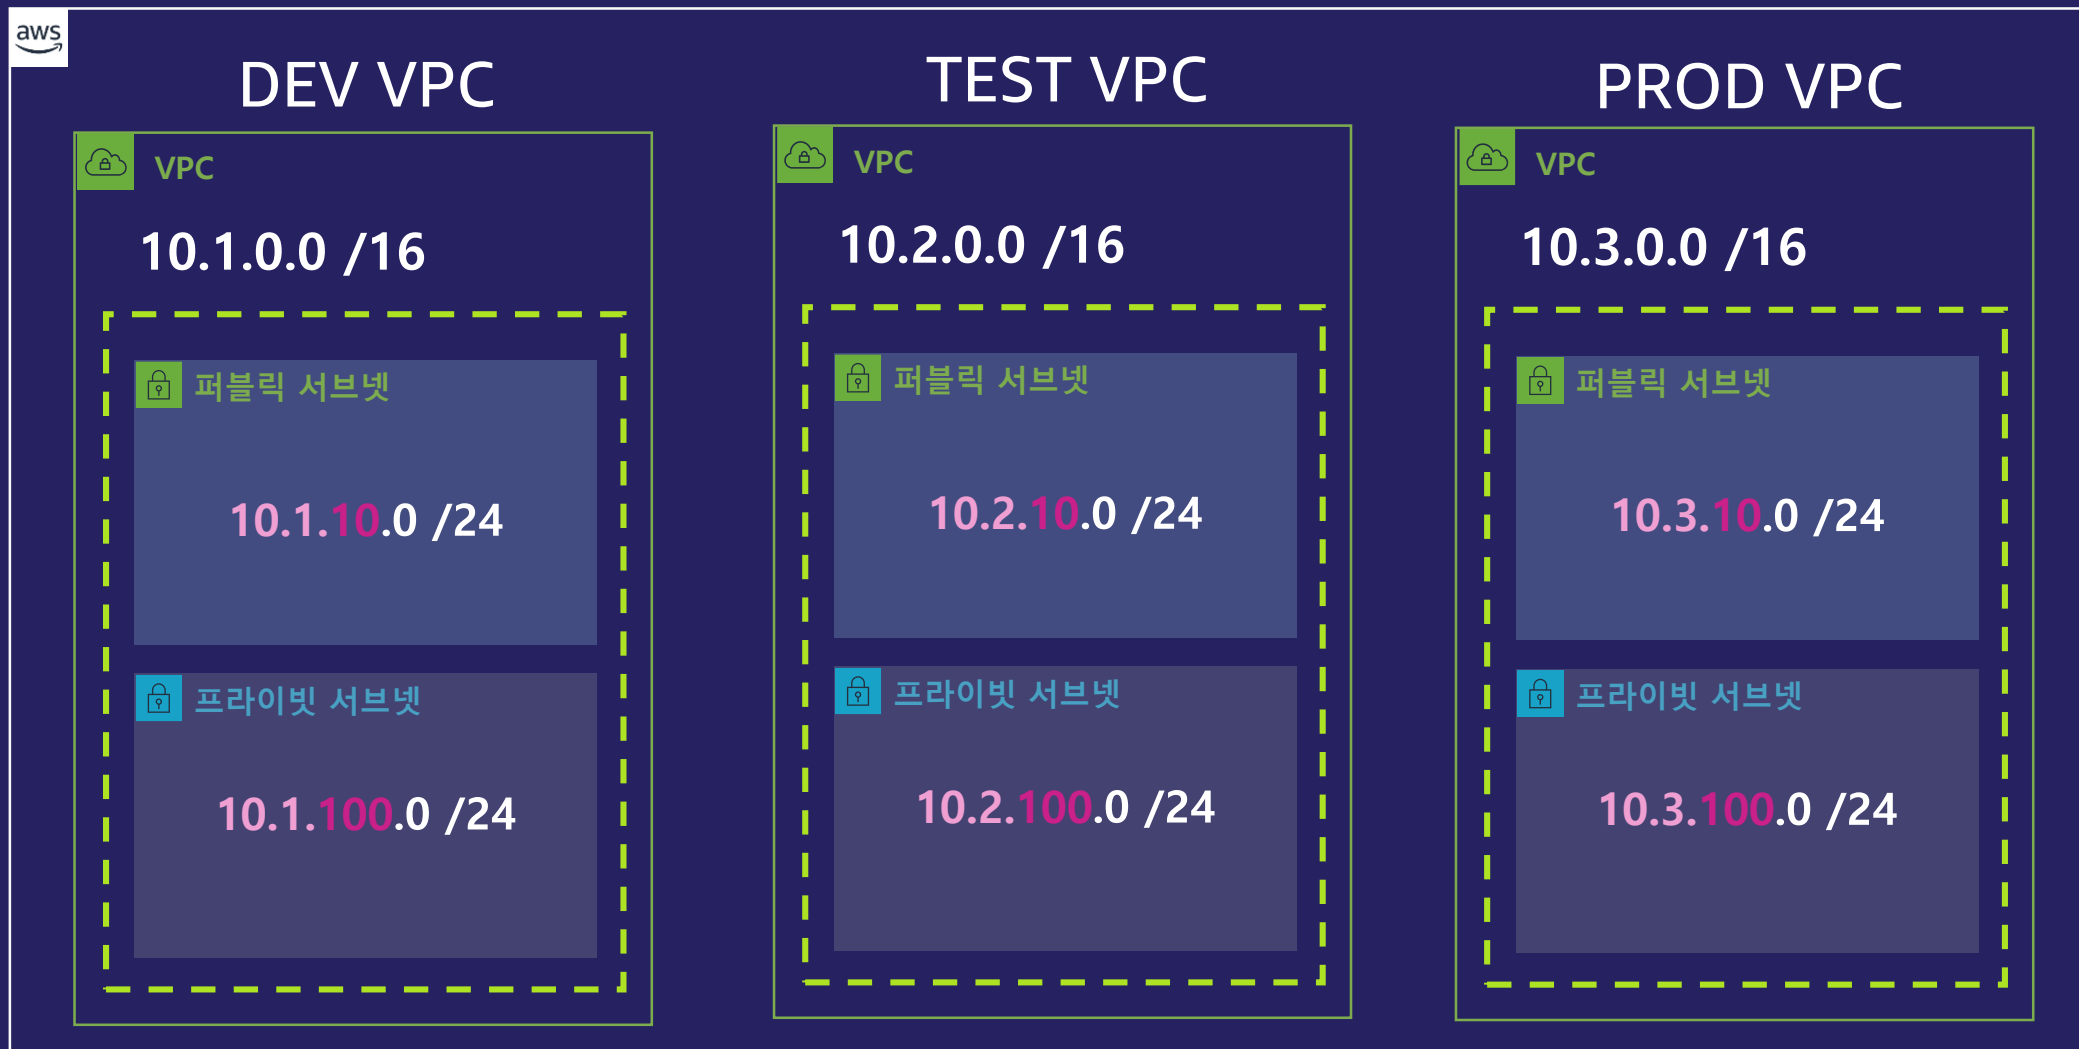 aws
DEV VPC
VPC
10.1.0.0 /16
퍼블릭 서브넷
10.1.10.0 /24
프라이빗 서브넷
10.1.100.0 /24
TEST VPC
VPC
10.2.0.0 /16
퍼블릭 서브넷
10.2.10.0 /24
프라이빗 서브넷
10.2.100.0 /24
PROD VPC
VPC
10.3.0.0 /16
퍼블릭 서브넷
10.3.10.0 /24
프라이빗 서브넷
10.3.100.0 /24